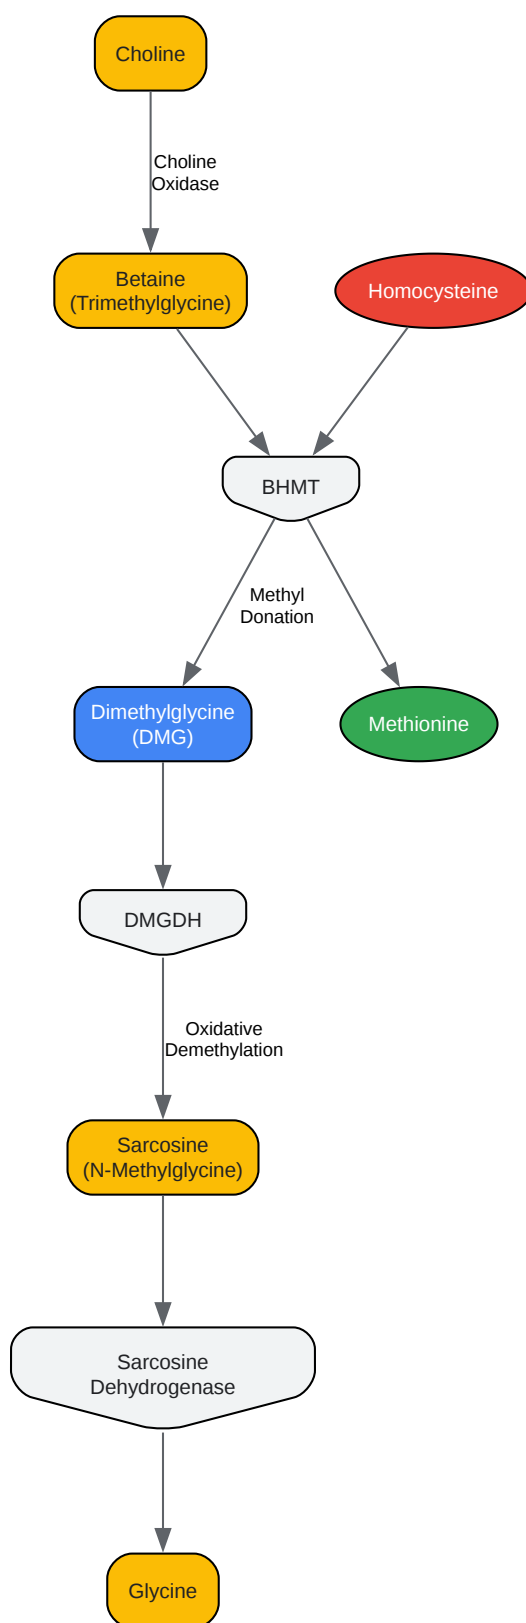 Choline
Choline
Oxidase
Betaine
(Trimethylglycine)
Homocysteine
BHMT
Methyl
Donation
Dimethylglycine
(DMG)
Methionine
DMGDH
Oxidative
Demethylation
Sarcosine
(N-Methylglycine)
Sarcosine
Dehydrogenase
Glycine